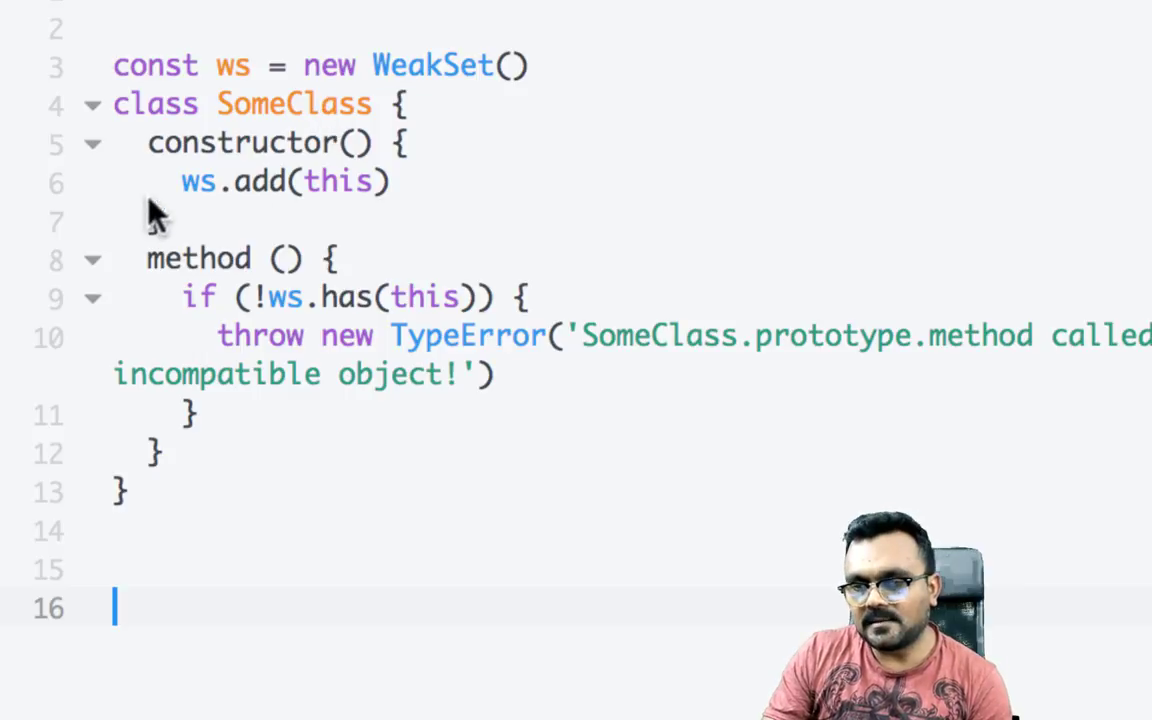 2
3 const ws = new WeakSet()
4 class SomeClass {
5 constructor() {
6 ws.add(this)
7 }
8 method () {
9 if (!ws.has(this)) {
10 throw new TypeError('SomeClass.prototype.method called
incompatible object!')
11 }
12 }
13 }
14
15
16